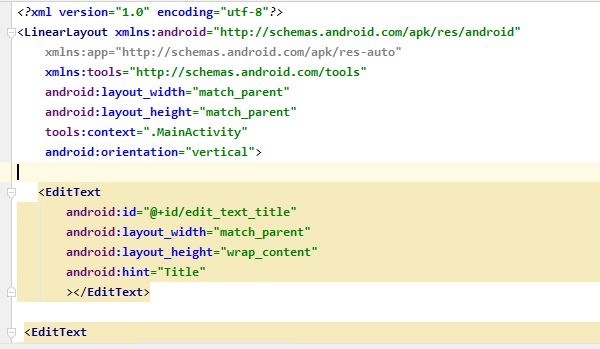 <?xml version="1.0" encoding="utf-8"?>
<LinearLayout xmlns:android="http://schemas.android.com/apk/res/android"
    xmlns:app="http://schemas.android.com/apk/res-auto"
    xmlns:tools="http://schemas.android.com/tools"
    android:layout_width="match_parent"
    android:layout_height="match_parent"
    tools:context=".MainActivity"
    android:orientation="vertical">
   <EditText
       android:id="@+id/edit_text_title"
       android:layout_width="match_parent"
       android:layout_height="wrap_content"
       android:hint="Title"
       ></EditText>
 <EditText